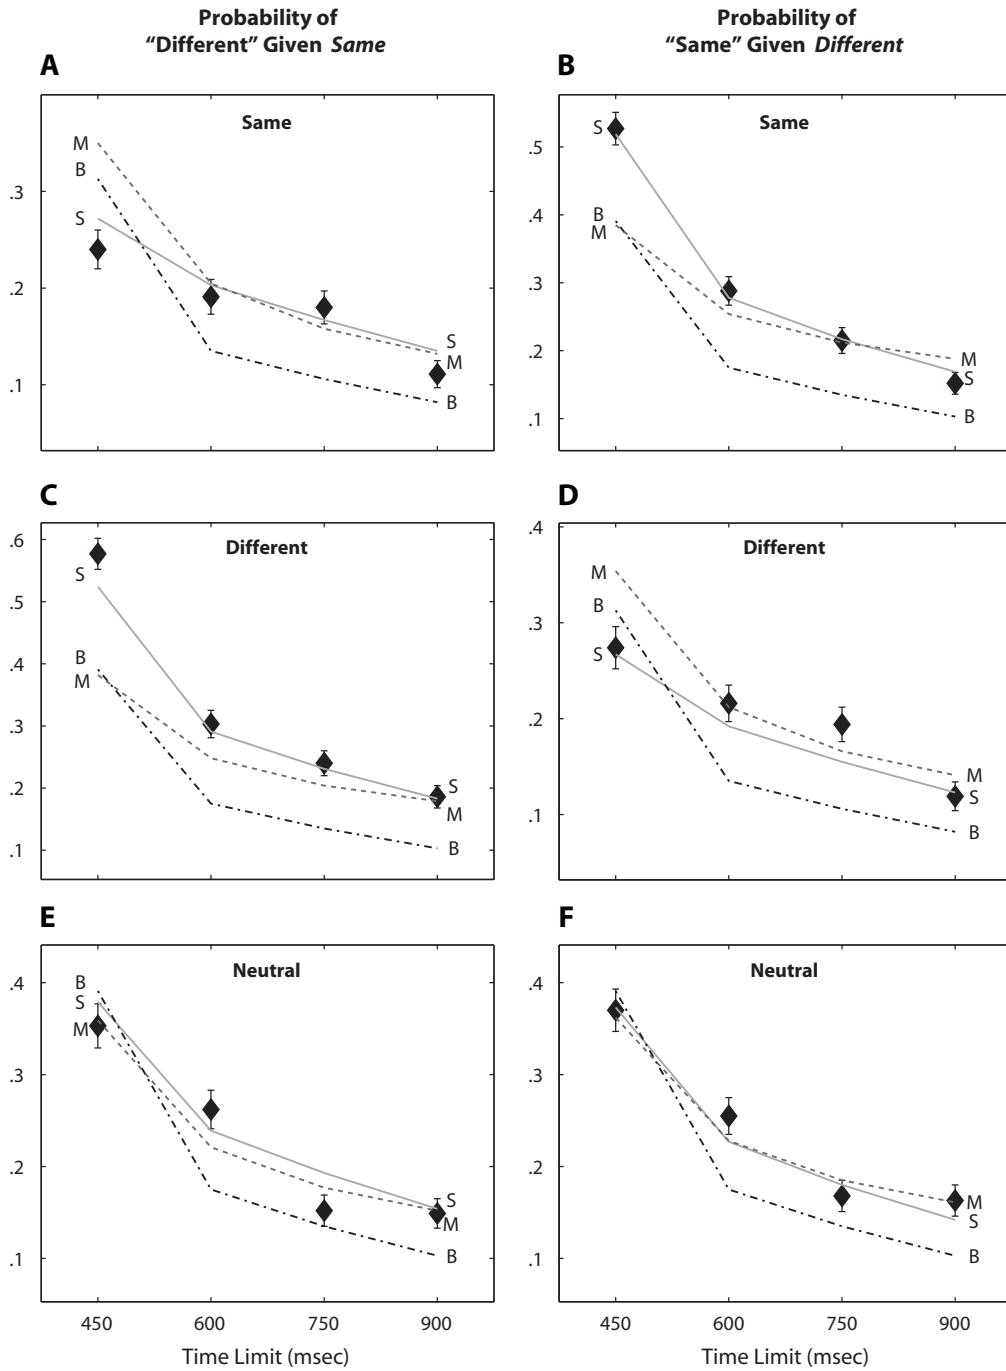 Probability of
"Different" Given Same
Probability of
"Same" Given Different
A
Same
M
B
S
.3
.2
.1
S
M
B
B
Same
S
B
M
.5
.4
.3
.2
.1
M
S
B
C
Different
S
B
M
.6
.5
.4
.3
.2
.1
S
M
B
D
Different
M
B
S
.4
.3
.2
.1
M
S
B
E
Neutral
B
S
M
.4
.3
.2
.1
S
M
B
450 600 750 900
Time Limit (msec)
F
Neutral
.4
.3
.2
.1
M
S
B
450 600 750 900
Time Limit (msec)